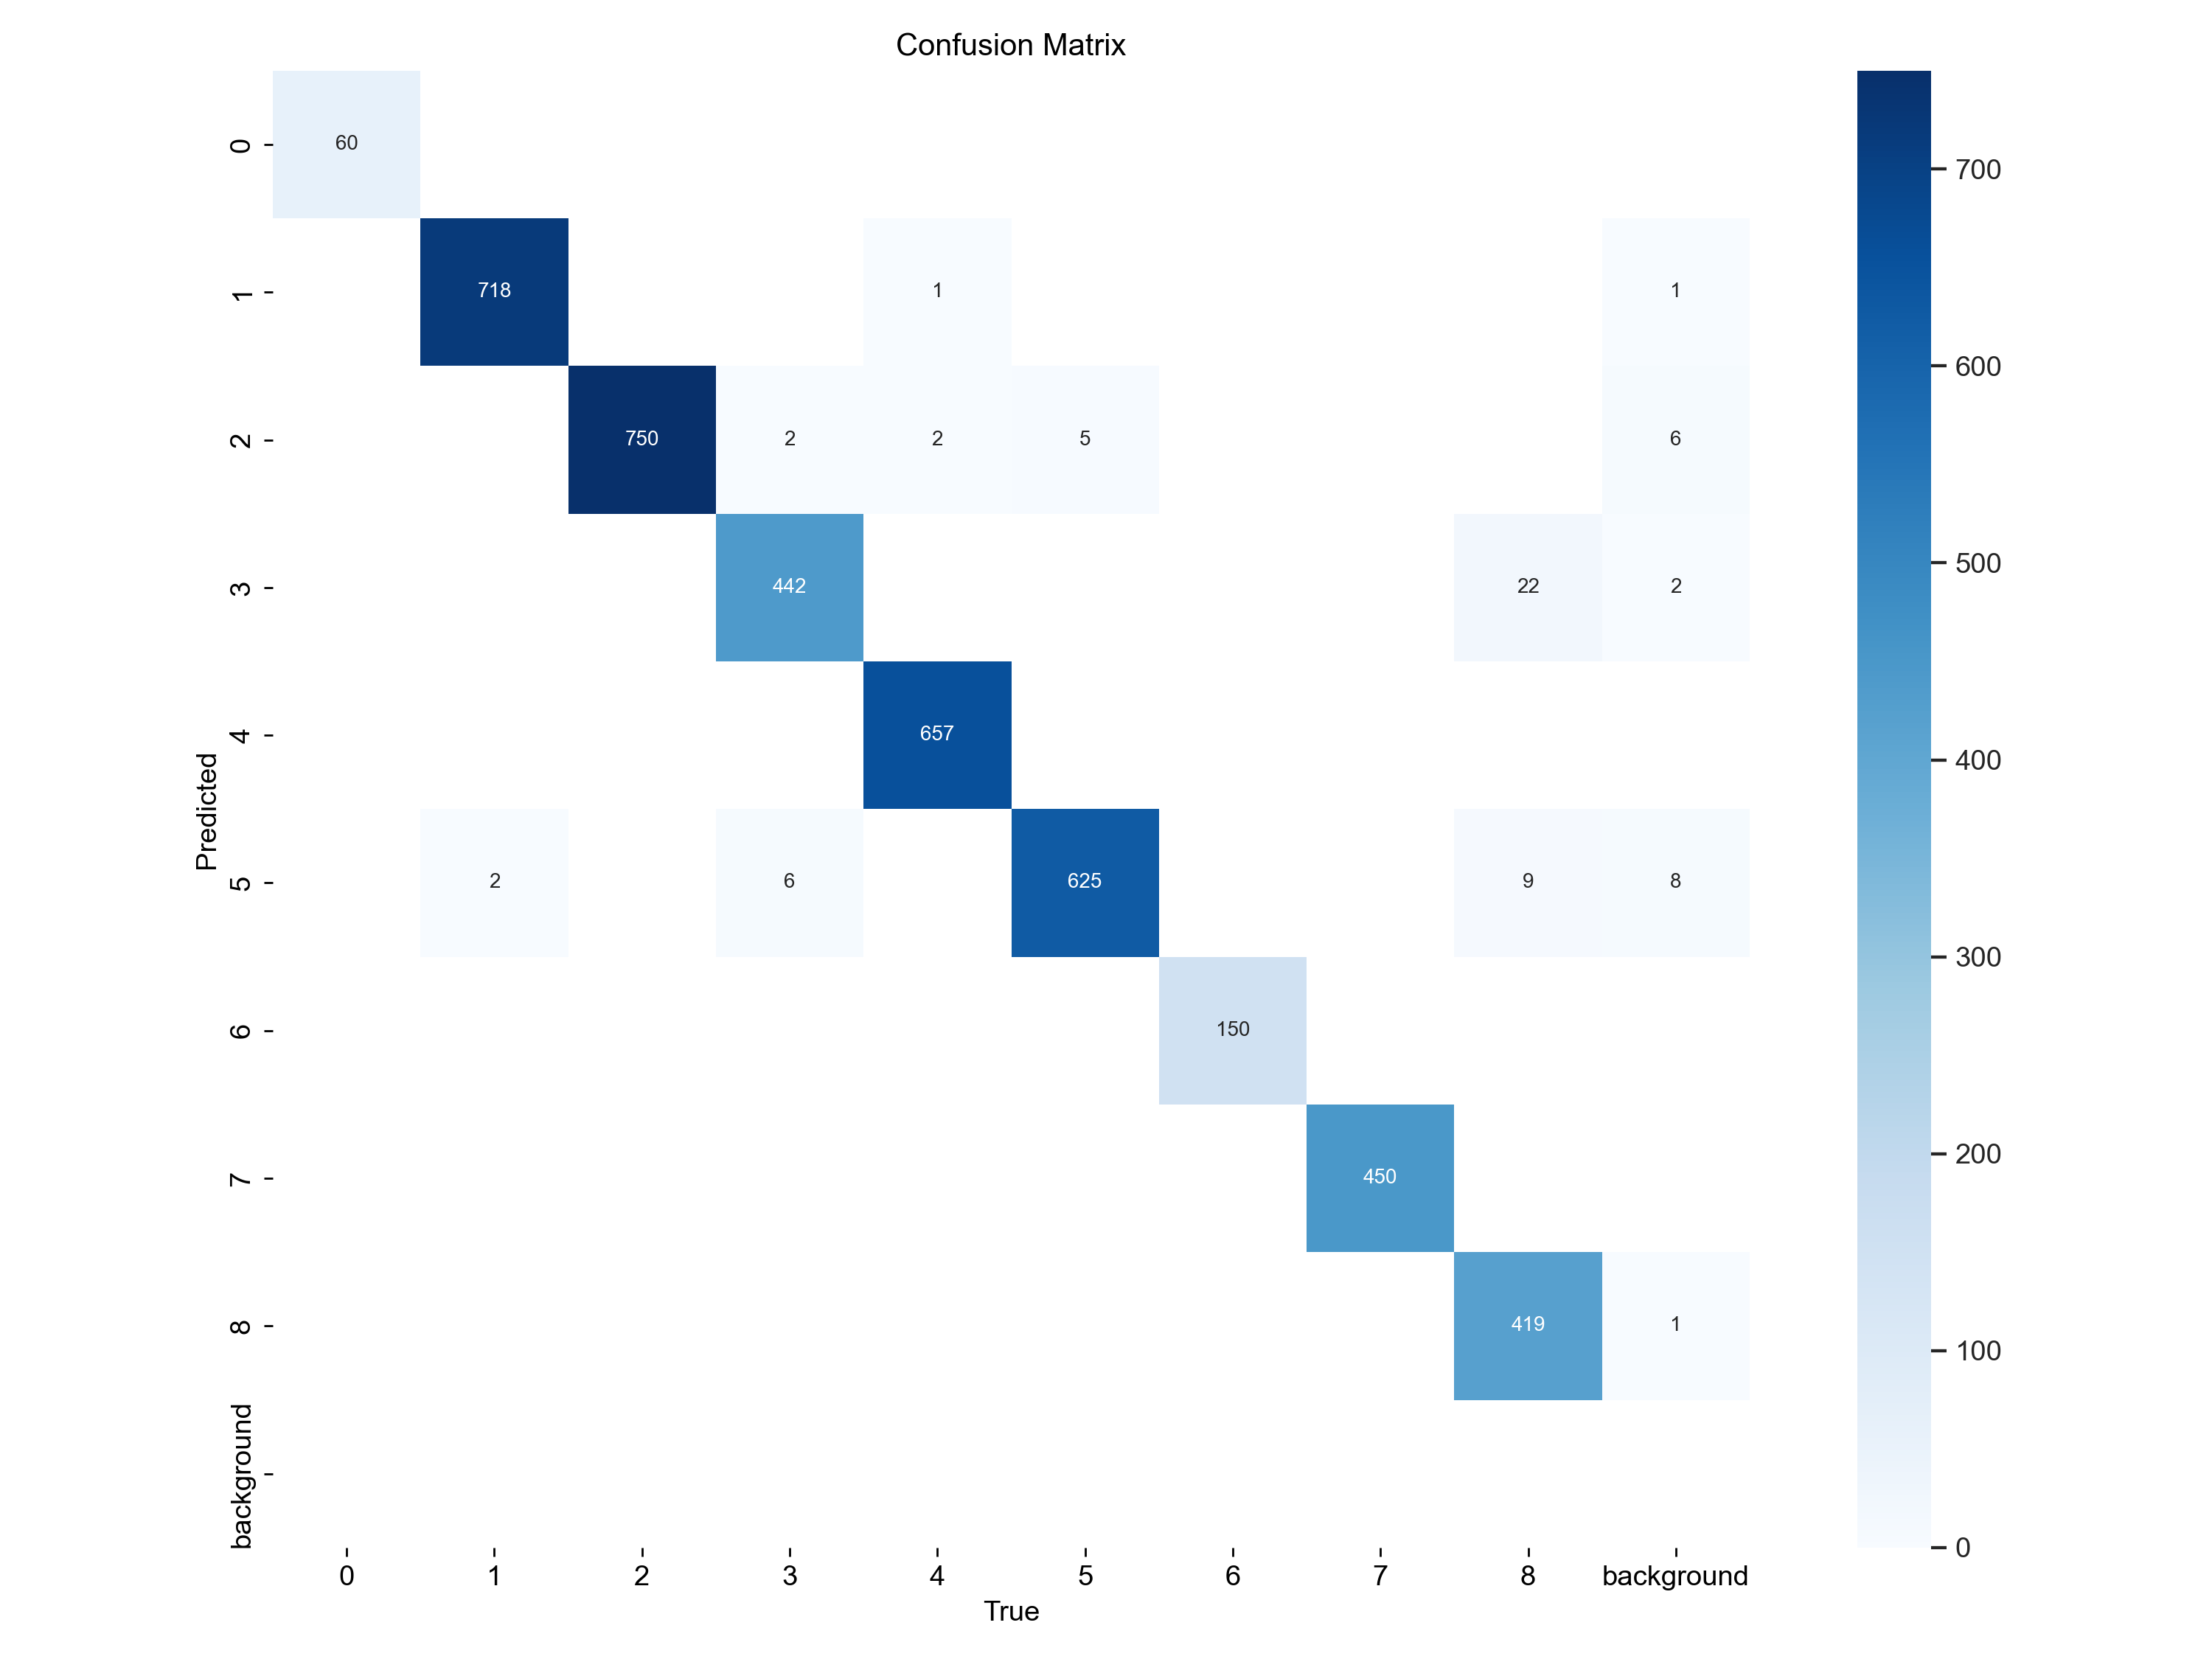 Confusion Matrix
0 60
1 718 1 1
2 750 2 2 5 6
3 442 22 2
4 657
5 2 6 625 9 8
6 150
7 450
8 419 1
background
Predicted
0 1 2 3 4 5 6 7 8 background
True
700
600
500
400
300
200
100
0